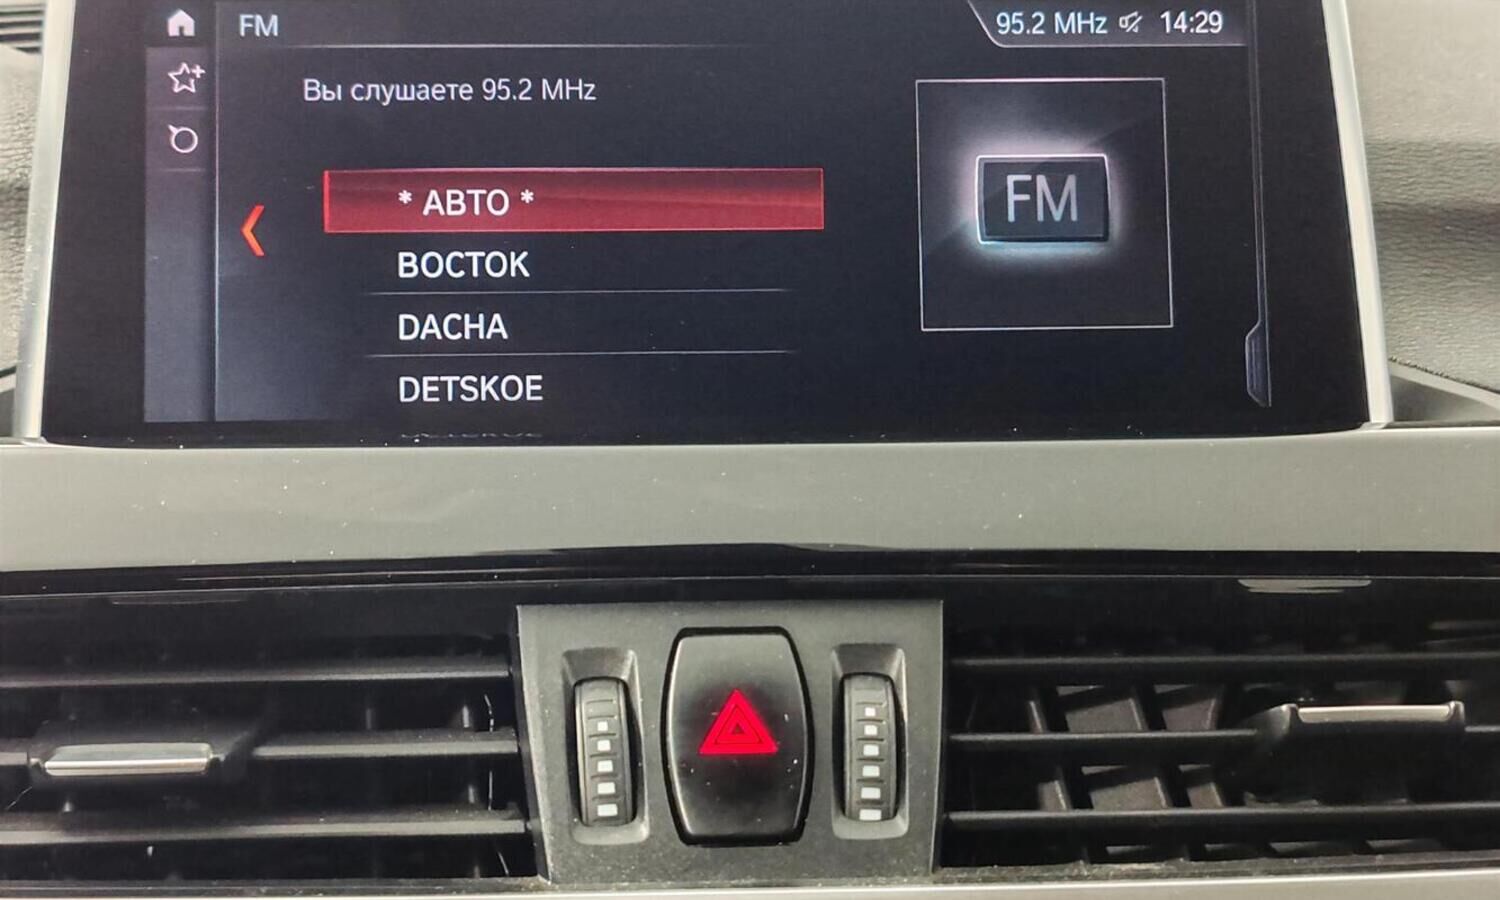 FM
95.2 MHz 14:29
Вы слушаете 95.2 MHz
* АВТО *
ВОСТОК
DACHA
DETSKOE
FM